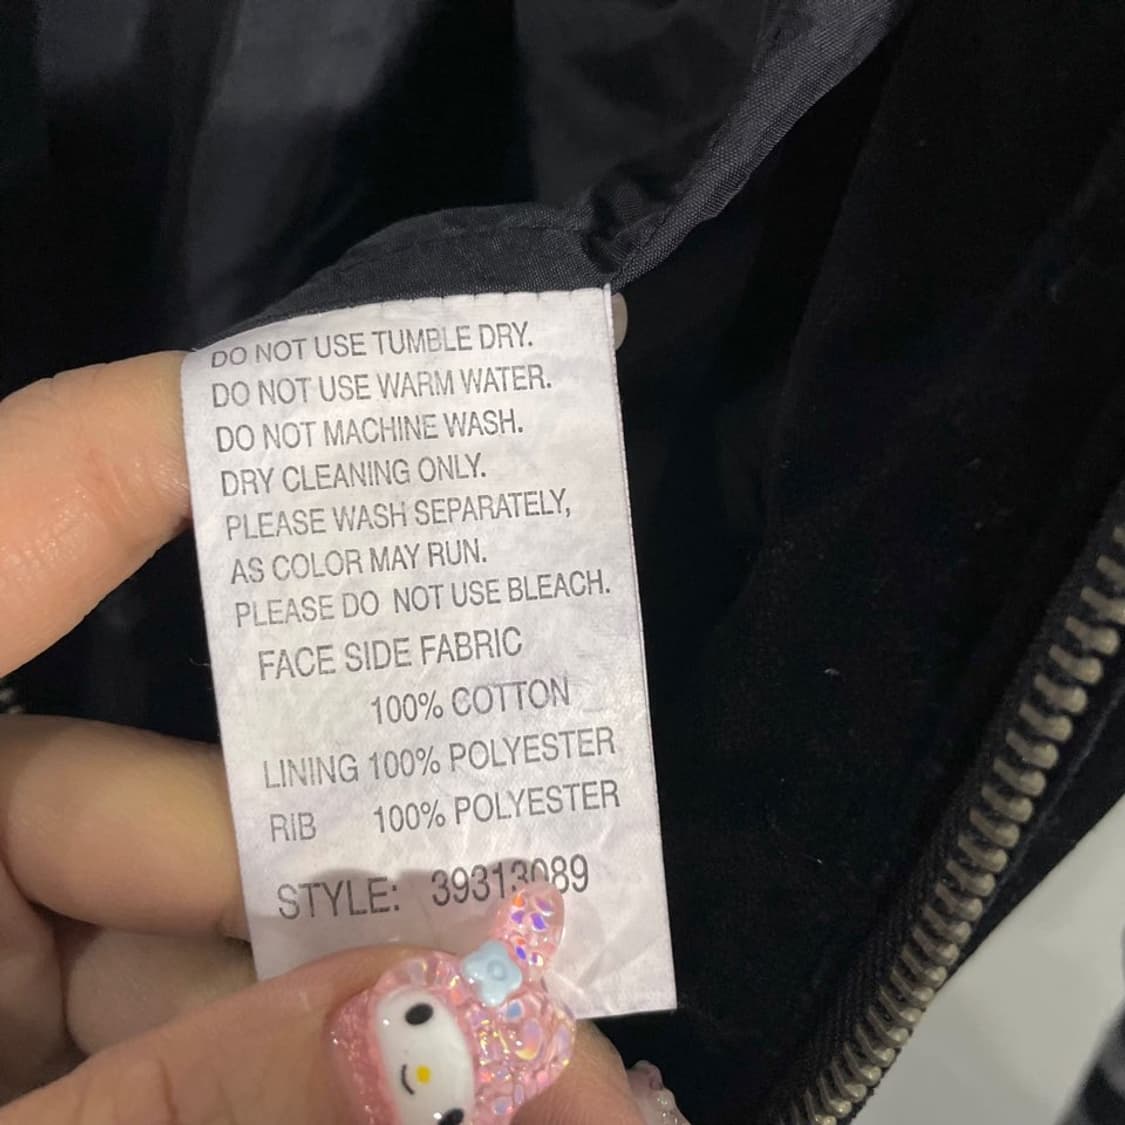 DO NOT USE TUMBLE DRY.
DO NOT USE WARM WATER.
DO NOT MACHINE WASH.
DRY CLEANING ONLY.
PLEASE WASH SEPARATELY,
AS COLOR MAY RUN.
PLEASE DO NOT USE BLEACH.
FACE SIDE FABRIC
100% COTTON
LINING 100% POLYESTER
RIB 100% POLYESTER
STYLE: 39313089